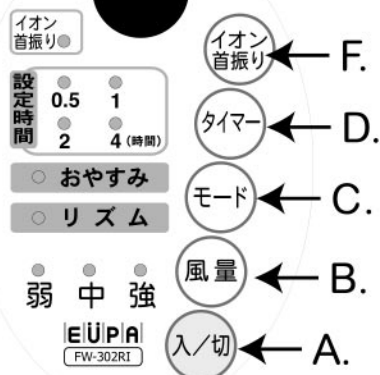 イオン
首振り
設定時間
0.5 1
2 4 (時間)
おやすみ
リズム
弱 中 強
EÜPA
FW-302RI
イオン
首振り
F.
タイマー
D.
モード
C.
風量
B.
入/切
A.